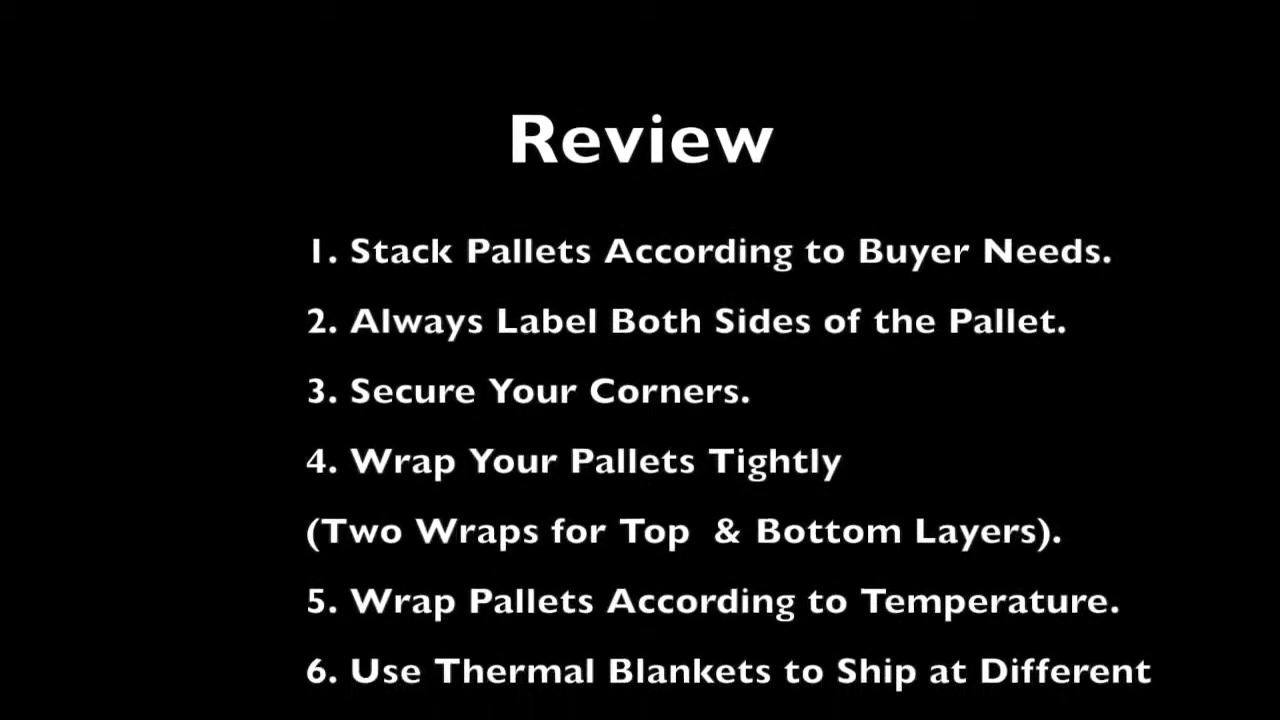 Review
1. Stack Pallets According to Buyer Needs.
2. Always Label Both Sides of the Pallet.
3. Secure Your Corners.
4. Wrap Your Pallets Tightly
(Two Wraps for Top & Bottom Layers).
5. Wrap Pallets According to Temperature.
6. Use Thermal Blankets to Ship at Different